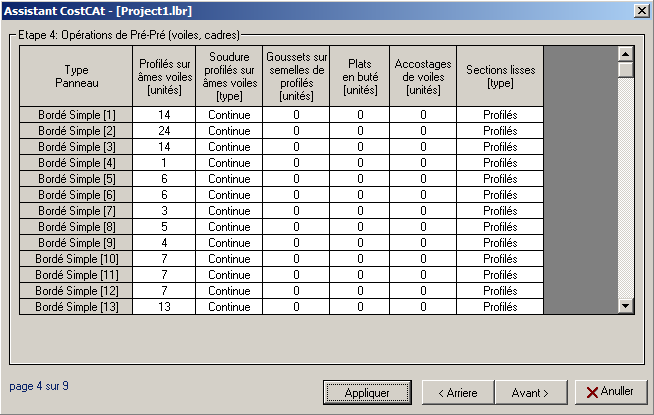 Assistant CostCAt - [Project1.lbr]
Etape 4: Opérations de Pré-Pré (voiles, cadres)
Type Panneau | Profilés sur âmes voiles [unités] | Soudure profilés sur âmes voiles [type] | Goussets sur semelles de profilés [unités] | Plats en buté [unités] | Accostages de voiles [unités] | Sections lisses [type]
Bordé Simple [1] 14 Continue 0 0 0 Profilés
Bordé Simple [2] 24 Continue 0 0 0 Profilés
Bordé Simple [3] 14 Continue 0 0 0 Profilés
Bordé Simple [4] 1 Continue 0 0 0 Profilés
Bordé Simple [5] 6 Continue 0 0 0 Profilés
Bordé Simple [6] 6 Continue 0 0 0 Profilés
Bordé Simple [7] 3 Continue 0 0 0 Profilés
Bordé Simple [8] 5 Continue 0 0 0 Profilés
Bordé Simple [9] 4 Continue 0 0 0 Profilés
Bordé Simple [10] 7 Continue 0 0 0 Profilés
Bordé Simple [11] 7 Continue 0 0 0 Profilés
Bordé Simple [12] 7 Continue 0 0 0 Profilés
Bordé Simple [13] 13 Continue 0 0 0 Profilés
page 4 sur 9
Appliquer
< Arriere
Avant >
Anuller